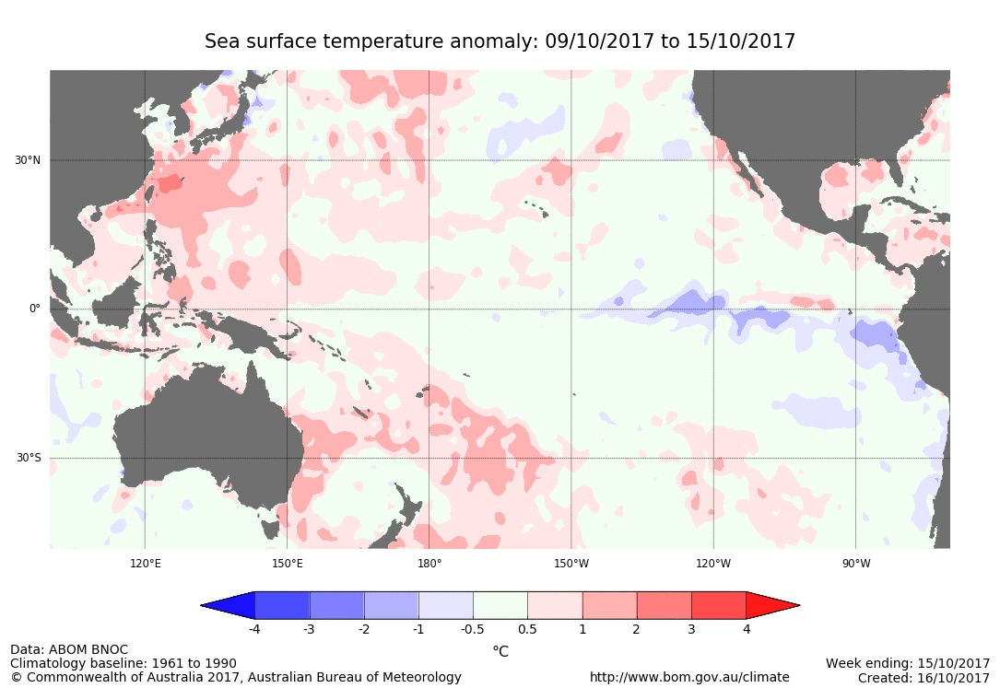 Sea surface temperature anomaly: 09/10/2017 to 15/10/2017
30°N
0°
30°S
120°E 150°E 180° 150°W 120°W 90°W
-4 -3 -2 -1 -0.5 0.5 1 2 3 4
°C
Data: ABOM BNOC
Climatology baseline: 1961 to 1990
© Commonwealth of Australia 2017, Australian Bureau of Meteorology
http://www.bom.gov.au/climate
Week ending: 15/10/2017
Created: 16/10/2017